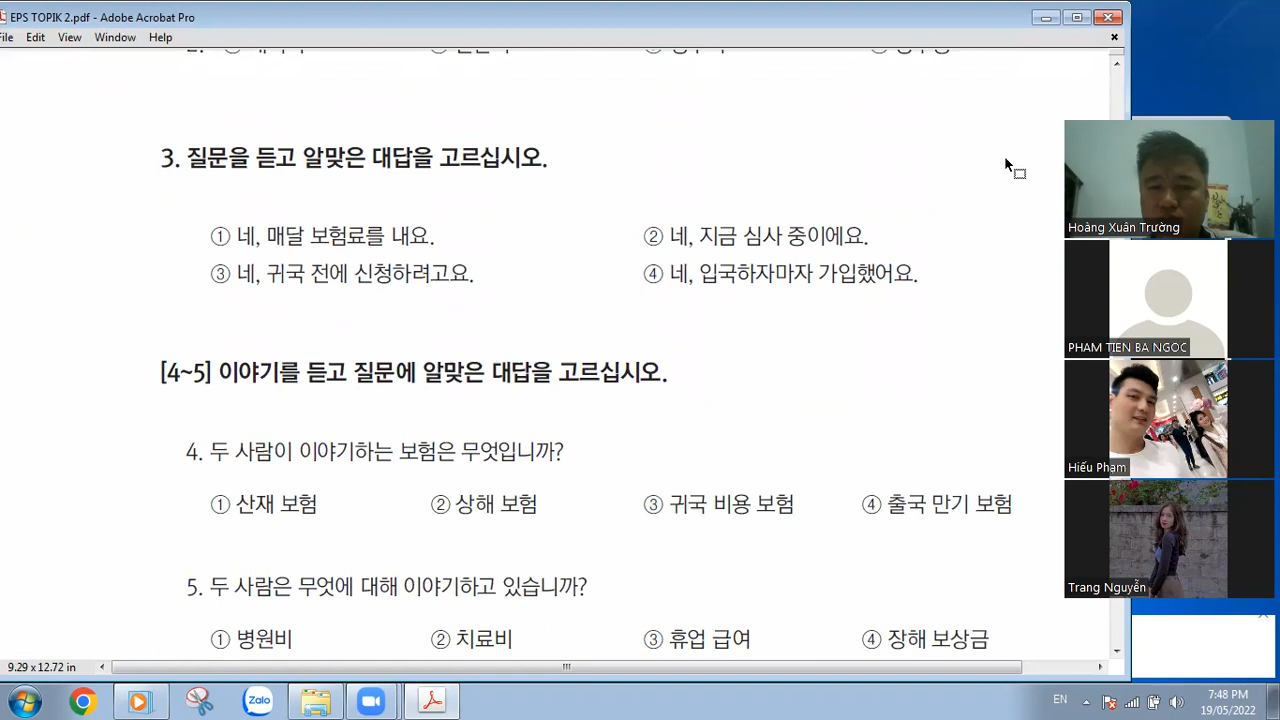 EPS TOPIK 2.pdf - Adobe Acrobat Pro
File Edit View Window Help
3. 질문을 듣고 알맞은 대답을 고르십시오.
① 네, 매달 보험료를 내요. ② 네, 지금 심사 중이에요.
③ 네, 귀국 전에 신청하려고요. ④ 네, 입국하자마자 가입했어요.
[4~5] 이야기를 듣고 질문에 알맞은 대답을 고르십시오.
4. 두 사람이 이야기하는 보험은 무엇입니까?
① 산재 보험 ② 상해 보험 ③ 귀국 비용 보험 ④ 출국 만기 보험
5. 두 사람은 무엇에 대해 이야기하고 있습니까?
① 병원비 ② 치료비 ③ 휴업 급여 ④ 장해 보상금
9.29 x 12.72 in
Hoàng Xuân Trường
PHAM TIEN BA NGOC
Hiếu Phạm
Trang Nguyễn
Zalo
EN
7:48 PM
19/05/2022